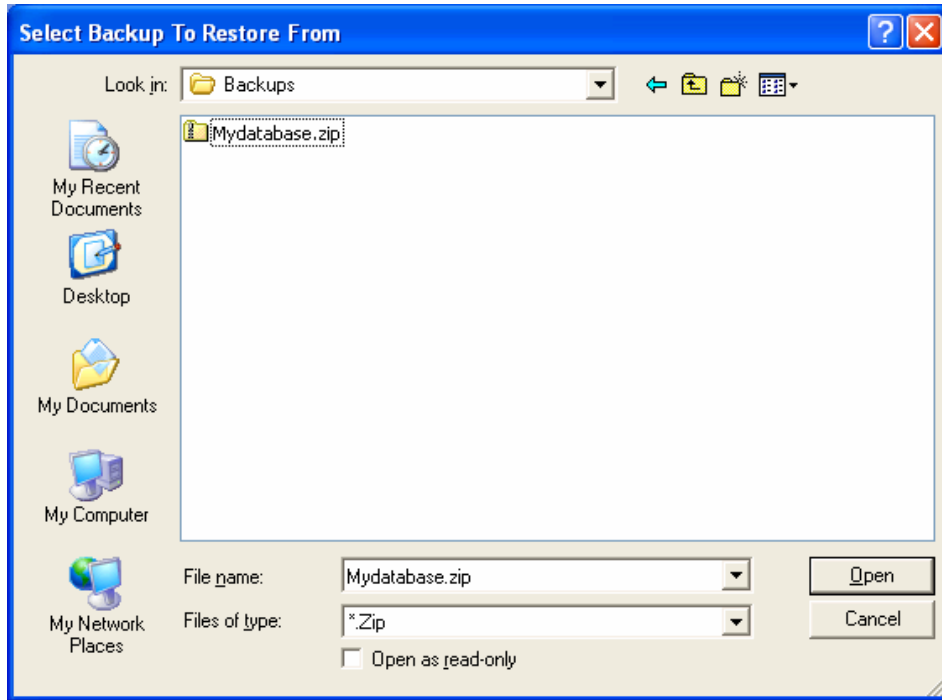 Select Backup To Restore From
Look in: Backups
Mydatabase.zip
My Recent
Documents
Desktop
My Documents
My Computer
My Network
Places
File name: Mydatabase.zip Open
Files of type: *.Zip Cancel
Open as read-only